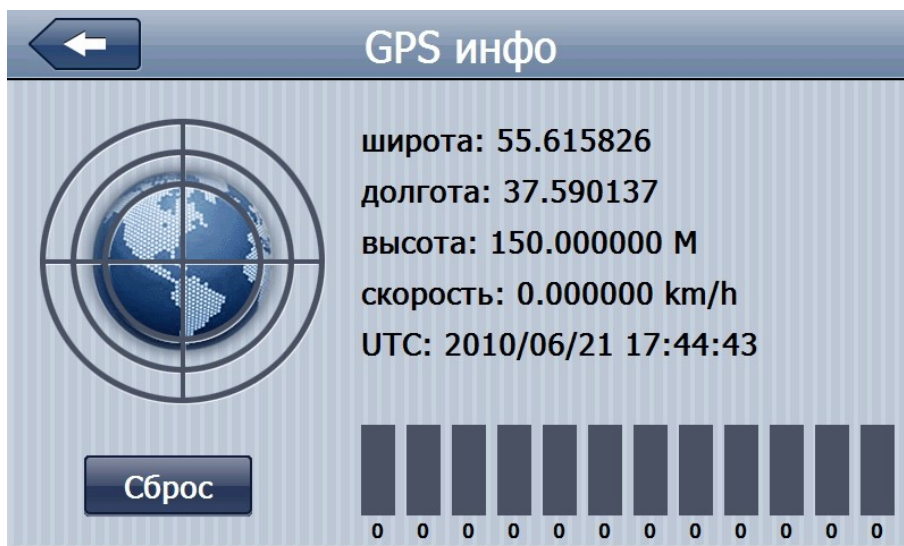 GPS инфо
широта: 55.615826
долгота: 37.590137
высота: 150.000000 M
скорость: 0.000000 km/h
UTC: 2010/06/21 17:44:43
Сброс
0 0 0 0 0 0 0 0 0 0 0 0